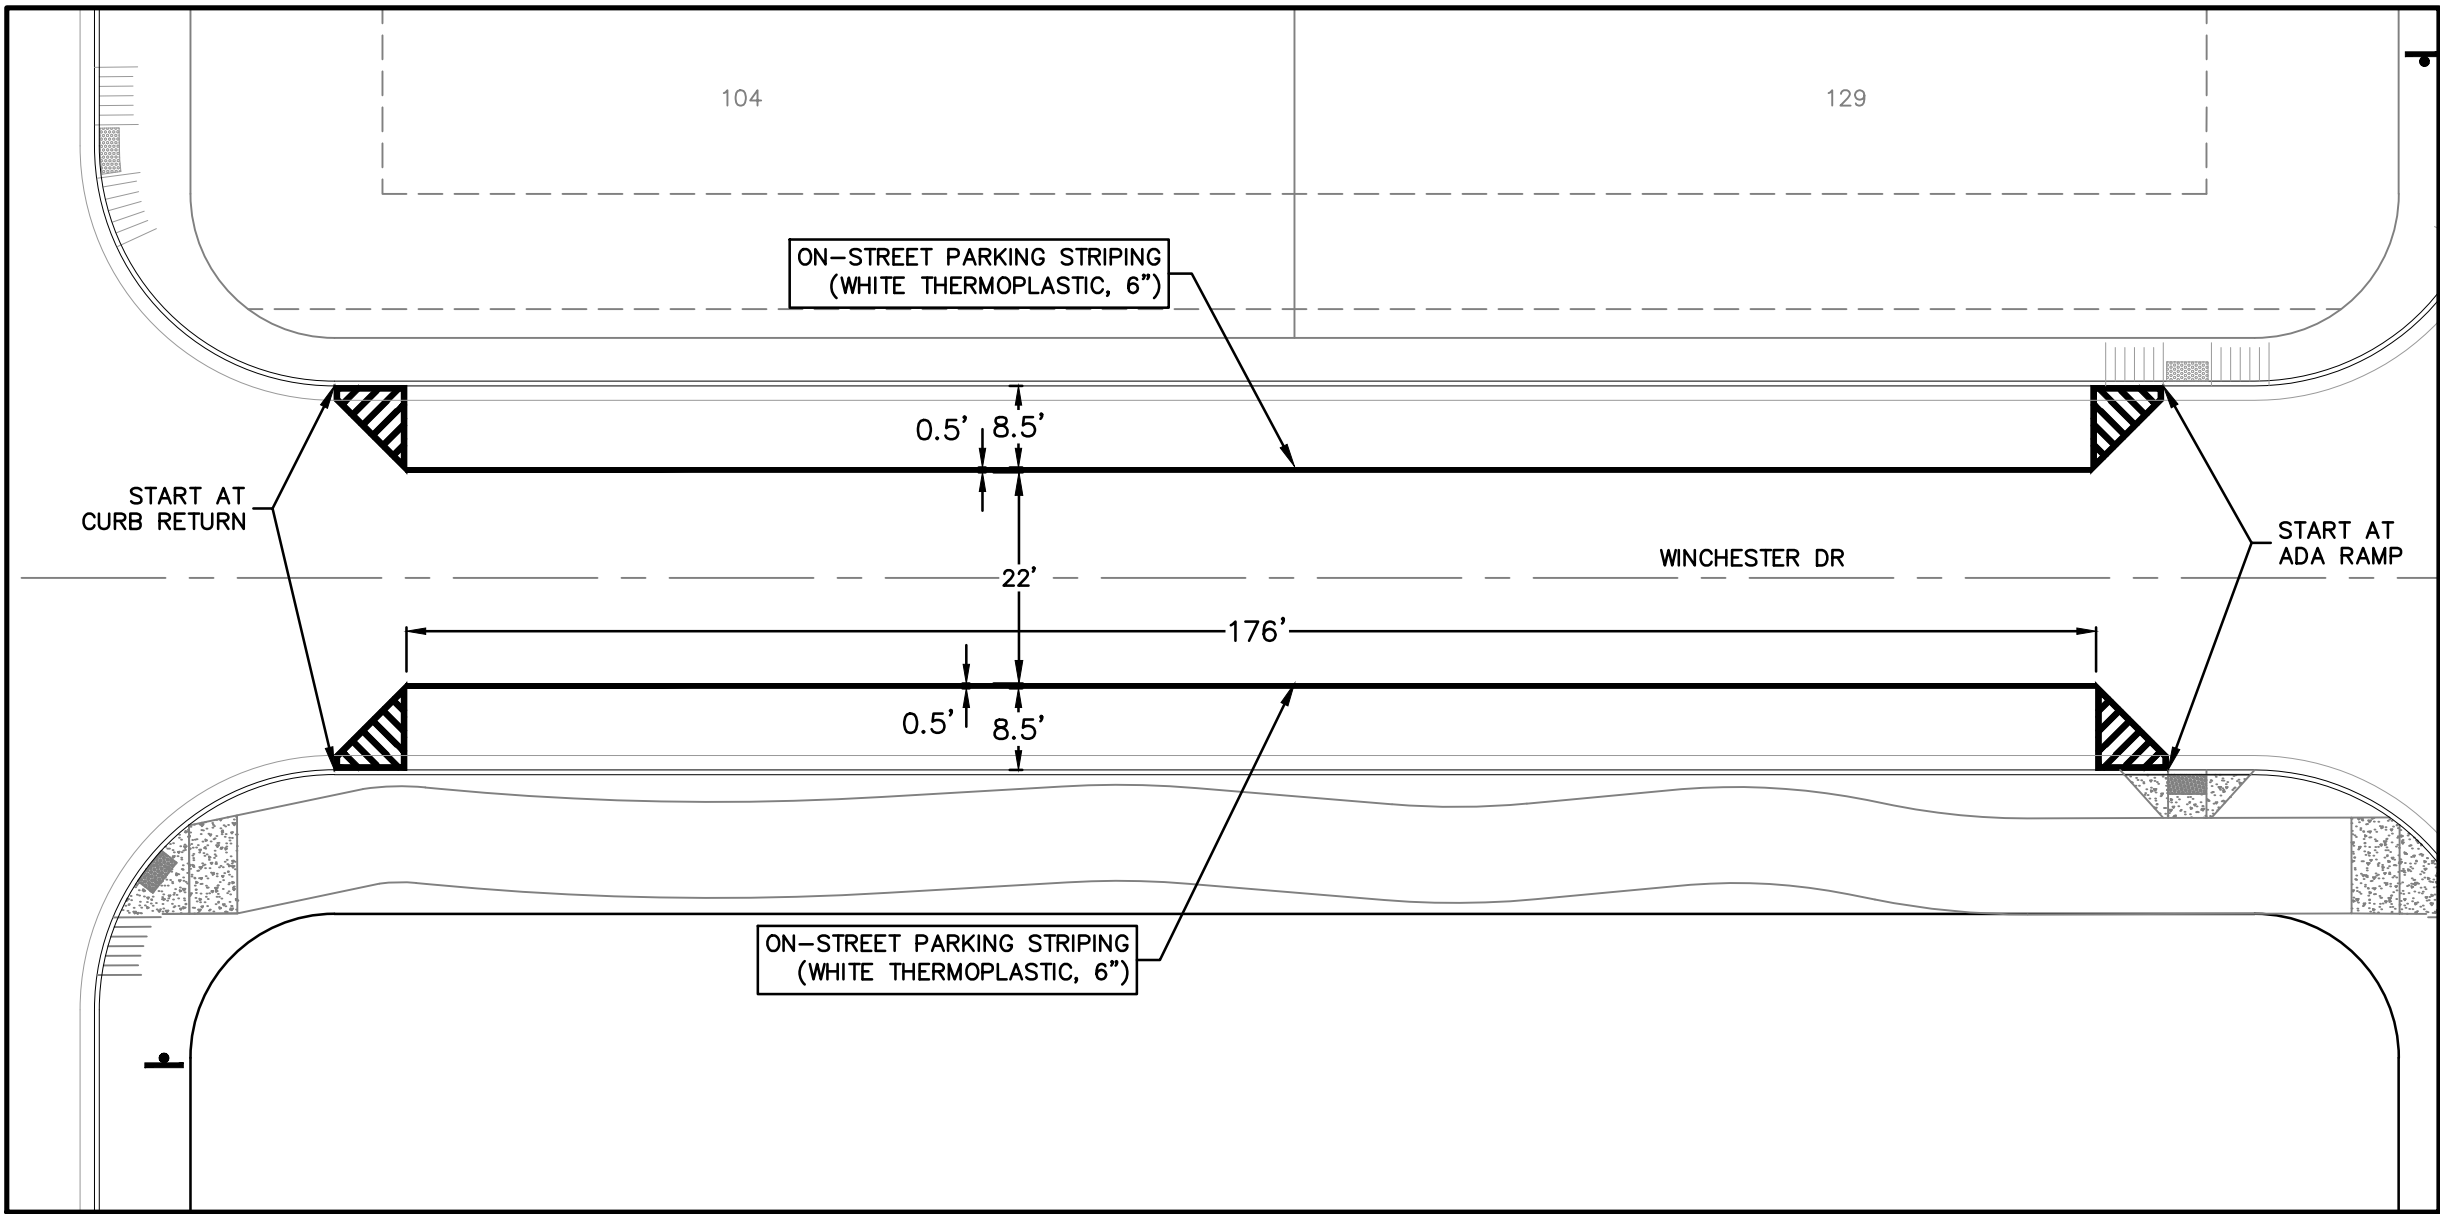 104
129
ON-STREET PARKING STRIPING
(WHITE THERMOPLASTIC, 6")
0.5'
8.5'
START AT
CURB RETURN
START AT
ADA RAMP
WINCHESTER DR
22'
176'
0.5'
8.5'
ON-STREET PARKING STRIPING
(WHITE THERMOPLASTIC, 6")